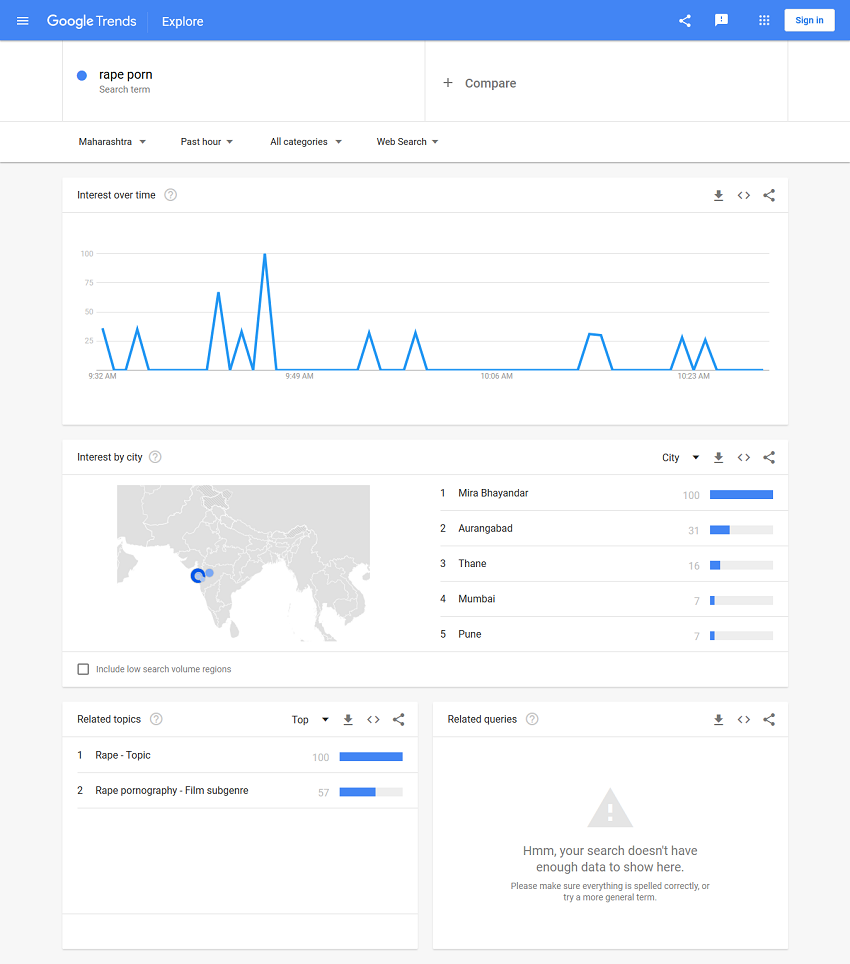 Google Trends Explore Sign in
rape porn
Search term
+ Compare
Maharashtra Past hour All categories Web Search
Interest over time ?
100
75
50
25
9:32 AM 9:49 AM 10:06 AM 10:23 AM
Interest by city ? City
1 Mira Bhayandar 100
2 Aurangabad 31
3 Thane 16
4 Mumbai 7
5 Pune 7
Include low search volume regions
Related topics ? Top
1 Rape - Topic 100
2 Rape pornography - Film subgenre 57
Related queries ?
Hmm, your search doesn't have
enough data to show here.
Please make sure everything is spelled correctly, or
try a more general term.